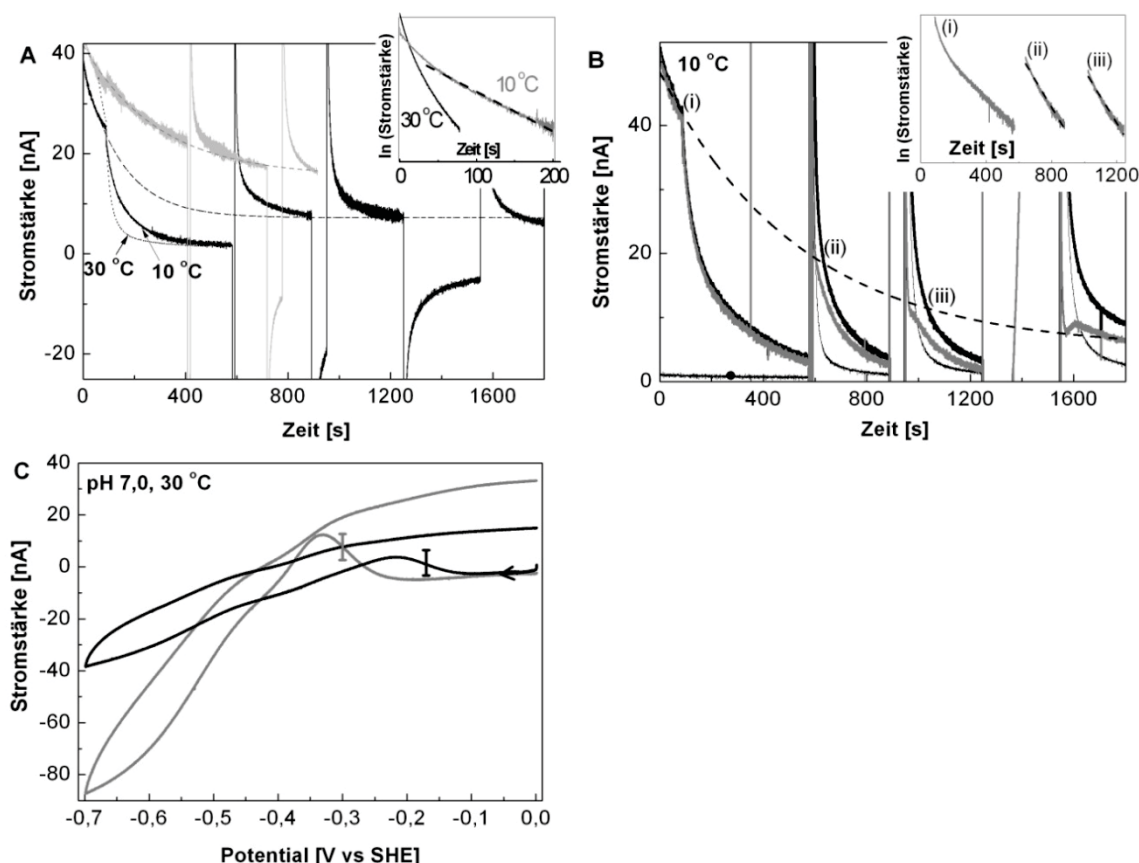 A
Stromstärke [nA]
40
20
0
-20
0
400
800
1200
1600
Zeit [s]
30 °C
10 °C
ln (Stromstärke)
10 °C
30 °C
Zeit [s]
0
100
200
B
10 °C
Stromstärke [nA]
40
20
0
0
400
800
1200
1600
Zeit [s]
(i)
(ii)
(iii)
ln (Stromstärke)
(i)
(ii)
(iii)
Zeit [s]
0
400
800
1200
C
pH 7,0, 30 °C
Stromstärke [nA]
40
20
0
-20
-40
-60
-80
-0,7
-0,6
-0,5
-0,4
-0,3
-0,2
-0,1
0,0
Potential [V vs SHE]